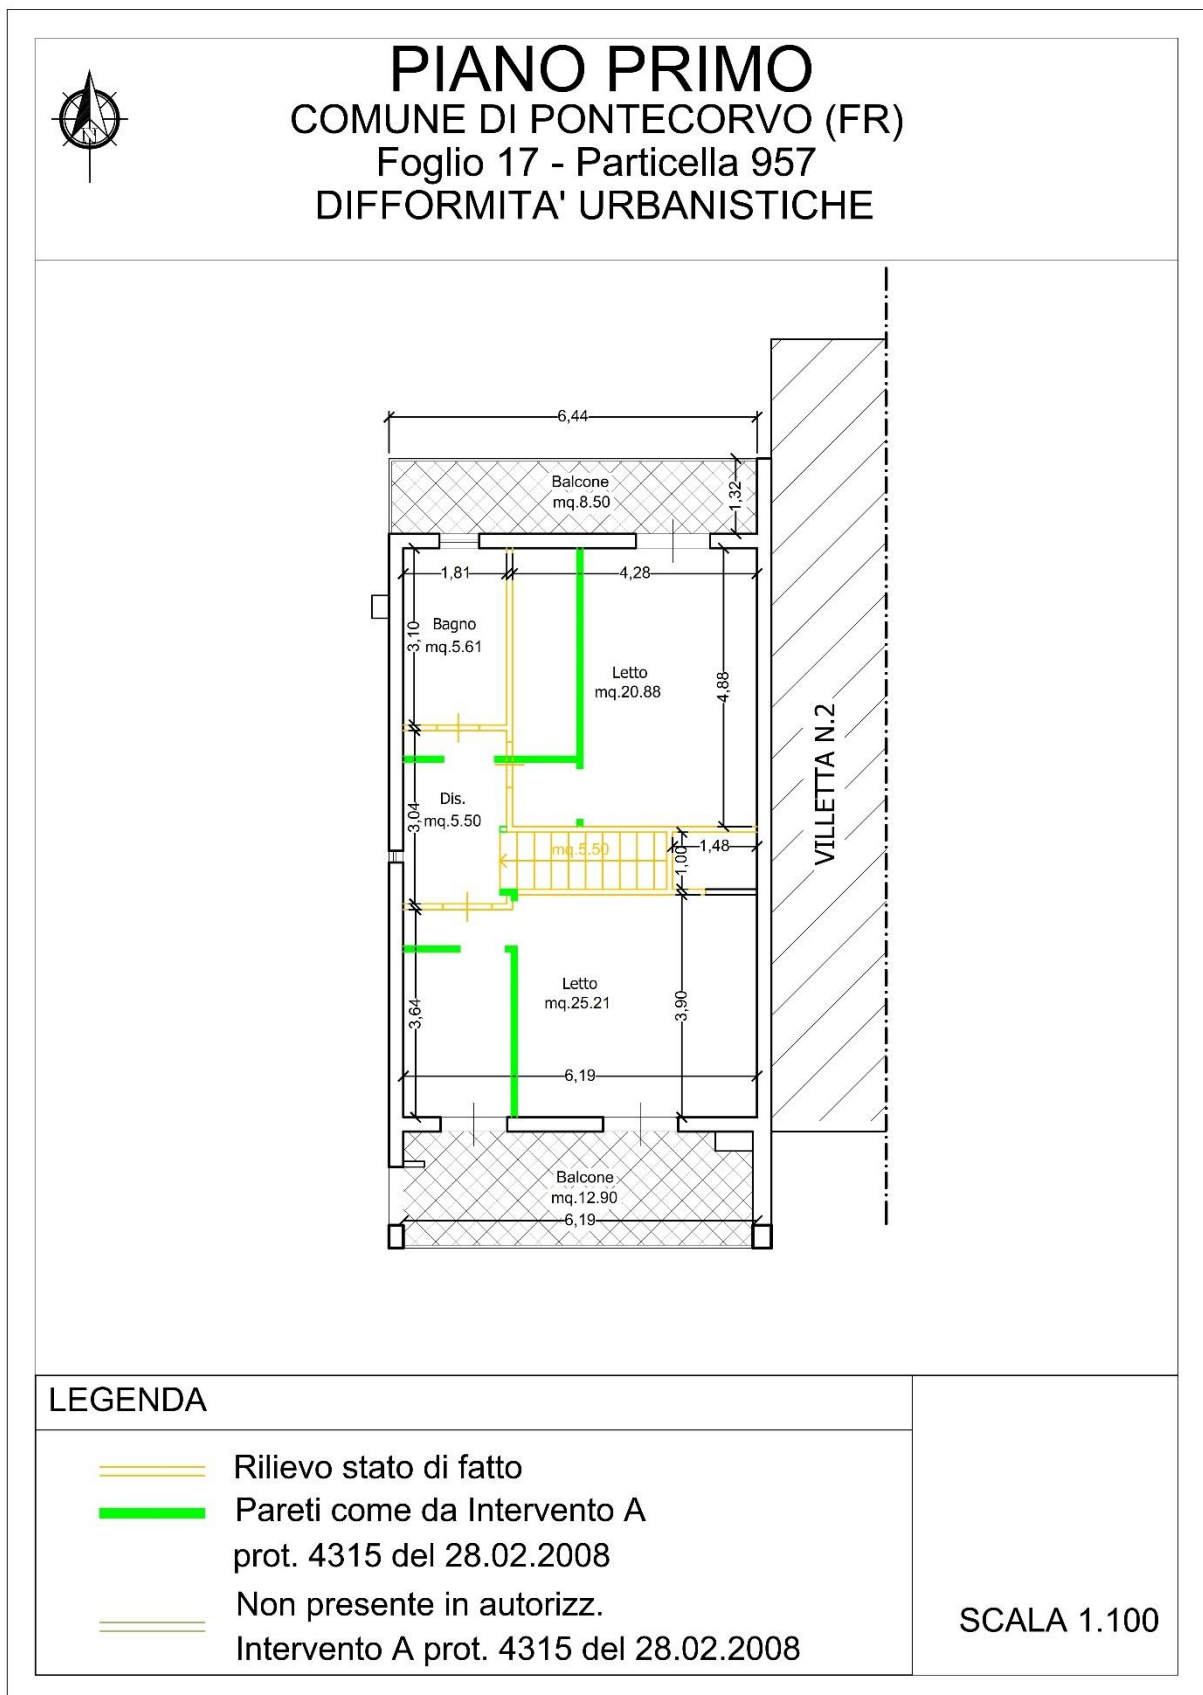 PIANO PRIMO
COMUNE DI PONTECORVO (FR)
Foglio 17 - Particella 957
DIFFORMITA' URBANISTICHE
N
6,44
Balcone
mq.8.50
1,32
1,81
4,28
3,10
Bagno
mq.5.61
Letto
mq.20.88
4,88
VILLETTA N.2
Dis.
mq.5.50
3,04
mq.5.50
1,00
1,48
Letto
mq.25.21
3,64
3,90
6,19
Balcone
mq.12.90
6,19
LEGENDA
Rilievo stato di fatto
Pareti come da Intervento A
prot. 4315 del 28.02.2008
Non presente in autorizz.
Intervento A prot. 4315 del 28.02.2008
SCALA 1.100